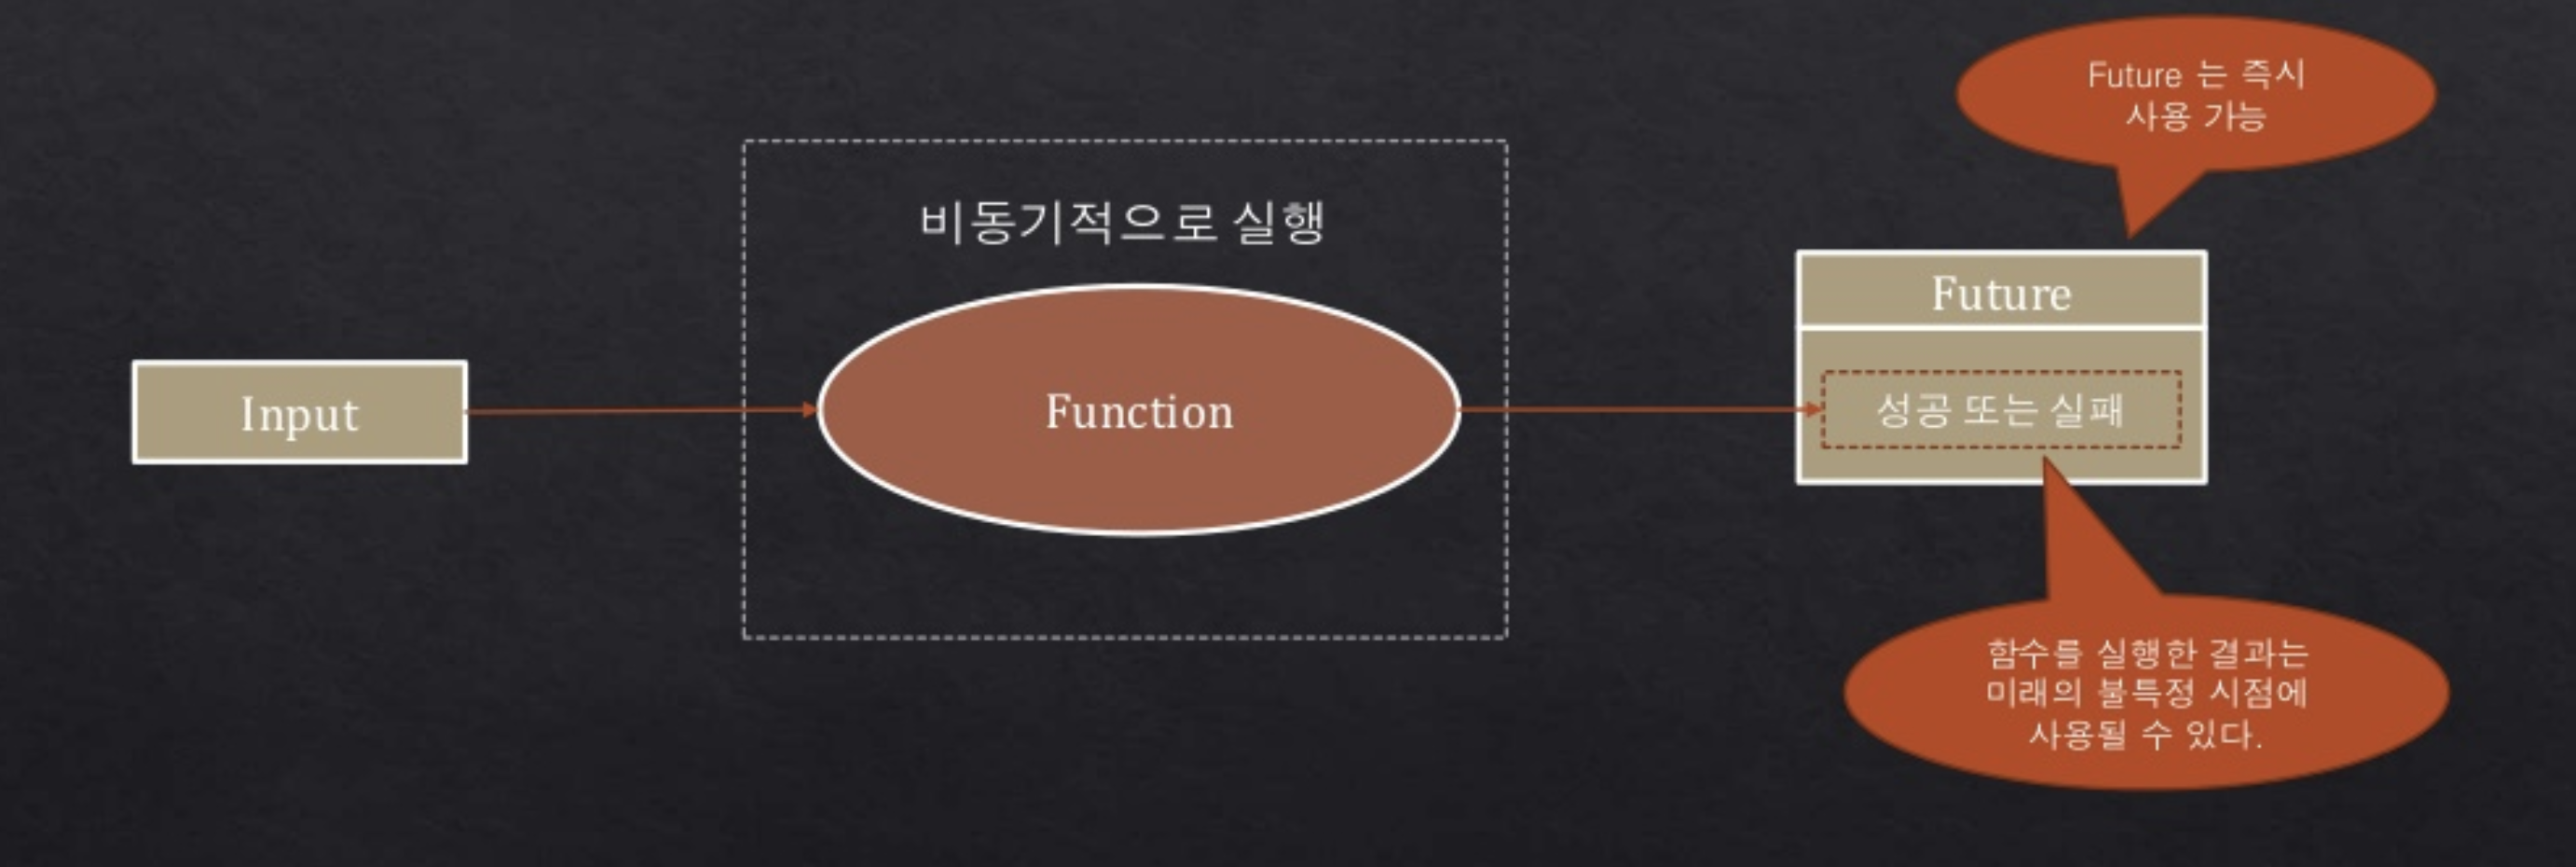 Future 는 즉시
사용 가능
비동기적으로 실행
Future
Input
Function
성공 또는 실패
함수를 실행한 결과는
미래의 불특정 시점에
사용될 수 있다.